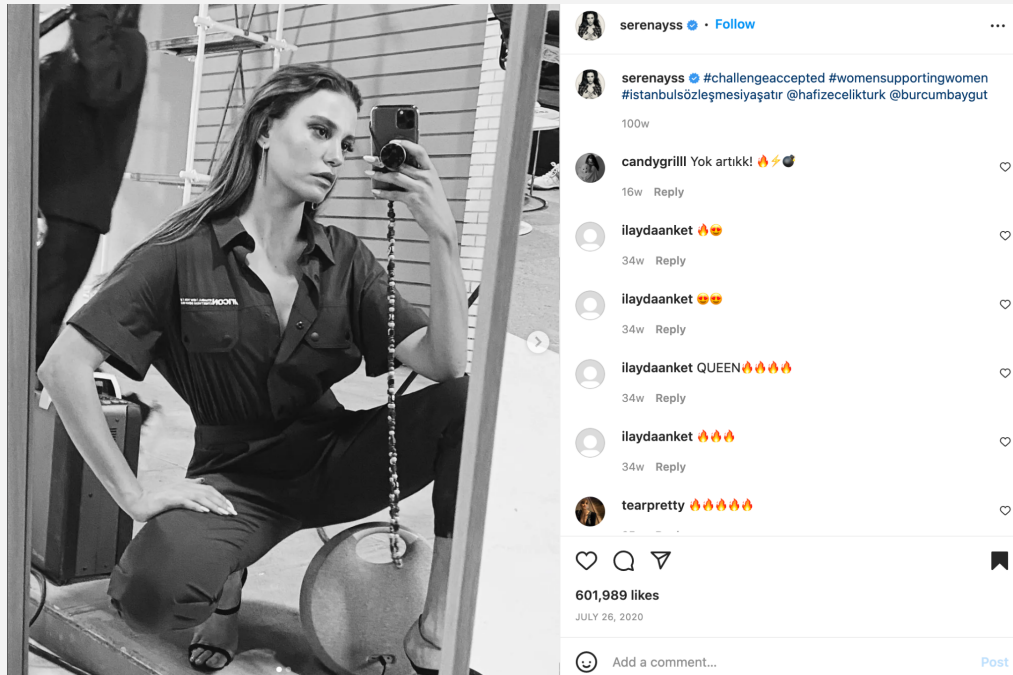 serenayss • Follow
serenayss #challengeaccepted #womensupportingwomen
#istanbulsözleşmesiyaşatır @hafizecelikturk @burcumbaygut
100w
candygrilll Yok artıkk! 🔥⚡💣
16w Reply
ilaydaanket 🔥😍
34w Reply
ilaydaanket 😍😍
34w Reply
ilaydaanket QUEEN🔥🔥🔥🔥
34w Reply
ilaydaanket 🔥🔥🔥
34w Reply
tearpretty 🔥🔥🔥🔥🔥
601,989 likes
JULY 26, 2020
Add a comment...
Post